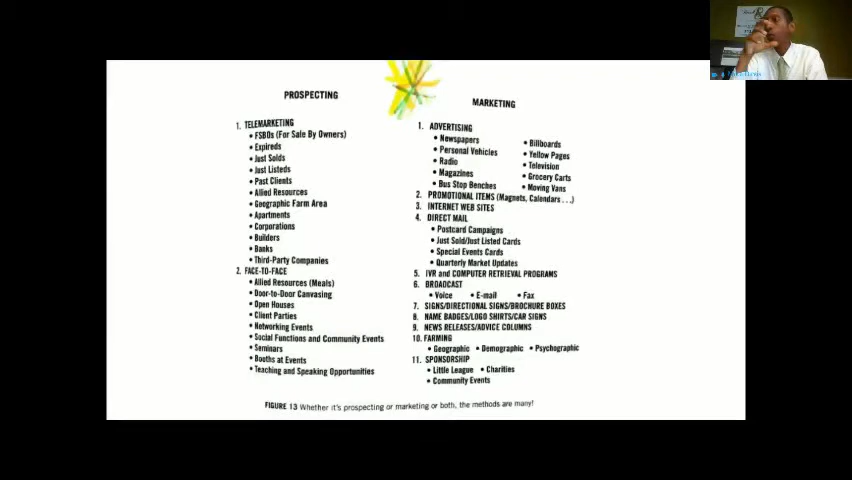 PROSPECTING
1. TELEMARKETING
• FSBOs (For Sale By Owners)
• Expireds
• Just Solds
• Just Listeds
• Past Clients
• Allied Resources
• Geographic Farm Area
• Apartments
• Corporations
• Builders
• Banks
• Third-Party Companies
2. FACE-TO-FACE
• Allied Resources (Meals)
• Door-to-Door Canvasing
• Open Houses
• Client Parties
• Networking Events
• Social Functions and Community Events
• Seminars
• Booths at Events
• Teaching and Speaking Opportunities
MARKETING
1. ADVERTISING
• Newspapers
• Personal Vehicles
• Radio
• Magazines
• Bus Stop Benches
• Billboards
• Yellow Pages
• Television
• Grocery Carts
• Moving Vans
2. PROMOTIONAL ITEMS (Magnets, Calendars . . .)
3. INTERNET WEB SITES
4. DIRECT MAIL
• Postcard Campaigns
• Just Sold/Just Listed Cards
• Special Events Cards
• Quarterly Market Updates
5. IVR and COMPUTER RETRIEVAL PROGRAMS
6. BROADCAST
• Voice • E-mail • Fax
7. SIGNS/DIRECTIONAL SIGNS/BROCHURE BOXES
8. NAME BADGES/LOGO SHIRTS/CAR SIGNS
9. NEWS RELEASES/ADVICE COLUMNS
10. FARMING
• Geographic • Demographic • Psychographic
11. SPONSORSHIP
• Little League • Charities
• Community Events
FIGURE 13 Whether it's prospecting or marketing or both, the methods are many!